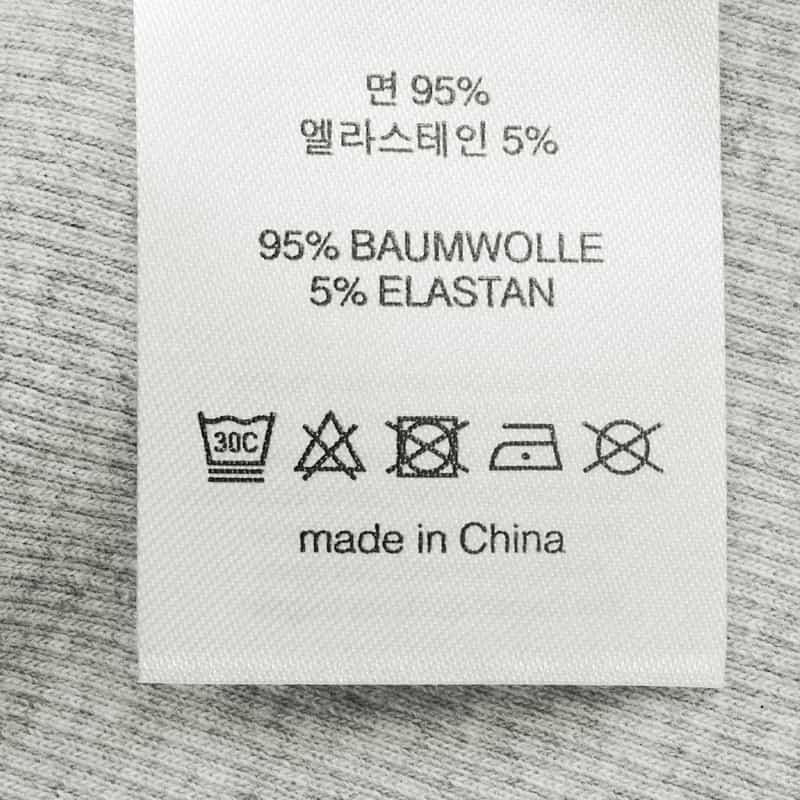 면 95%
엘라스테인 5%
95% BAUMWOLLE
5% ELASTAN
30C
made in China